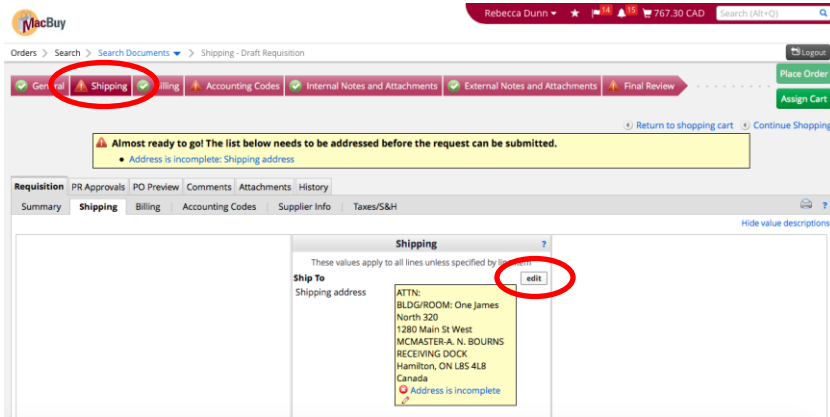 MacBuy
Rebecca Dunn 14 15 767.30 CAD Search (Alt+Q)
Orders > Search > Search Documents > Shipping - Draft Requisition
Logout
General Shipping Billing Accounting Codes Internal Notes and Attachments External Notes and Attachments Final Review
Place Order
Assign Cart
Return to shopping cart Continue Shopping
Almost ready to go! The list below needs to be addressed before the request can be submitted.
• Address is incomplete: Shipping address
Requisition PR Approvals PO Preview Comments Attachments History
Summary Shipping Billing Accounting Codes Supplier Info Taxes/S&H ?
Hide value descriptions
Shipping ?
These values apply to all lines unless specified by line item
Ship To edit
Shipping address ATTN:
BLDG/ROOM: One James
North 320
1280 Main St West
MCMASTER-A. N. BOURNS
RECEIVING DOCK
Hamilton, ON L8S 4L8
Canada
Address is incomplete